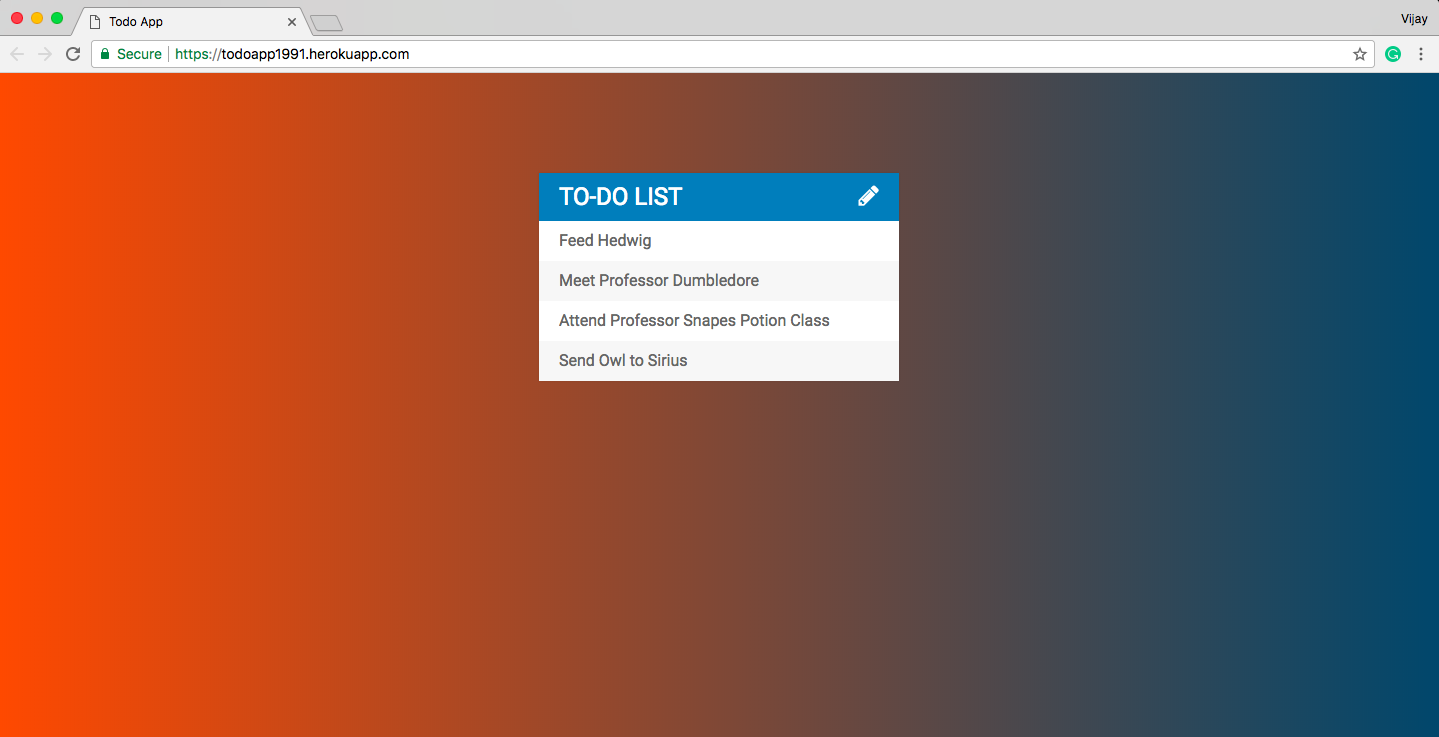 Todo App
Vijay
Secure
https://todoapp1991.herokuapp.com
TO-DO LIST
Feed Hedwig
Meet Professor Dumbledore
Attend Professor Snapes Potion Class
Send Owl to Sirius